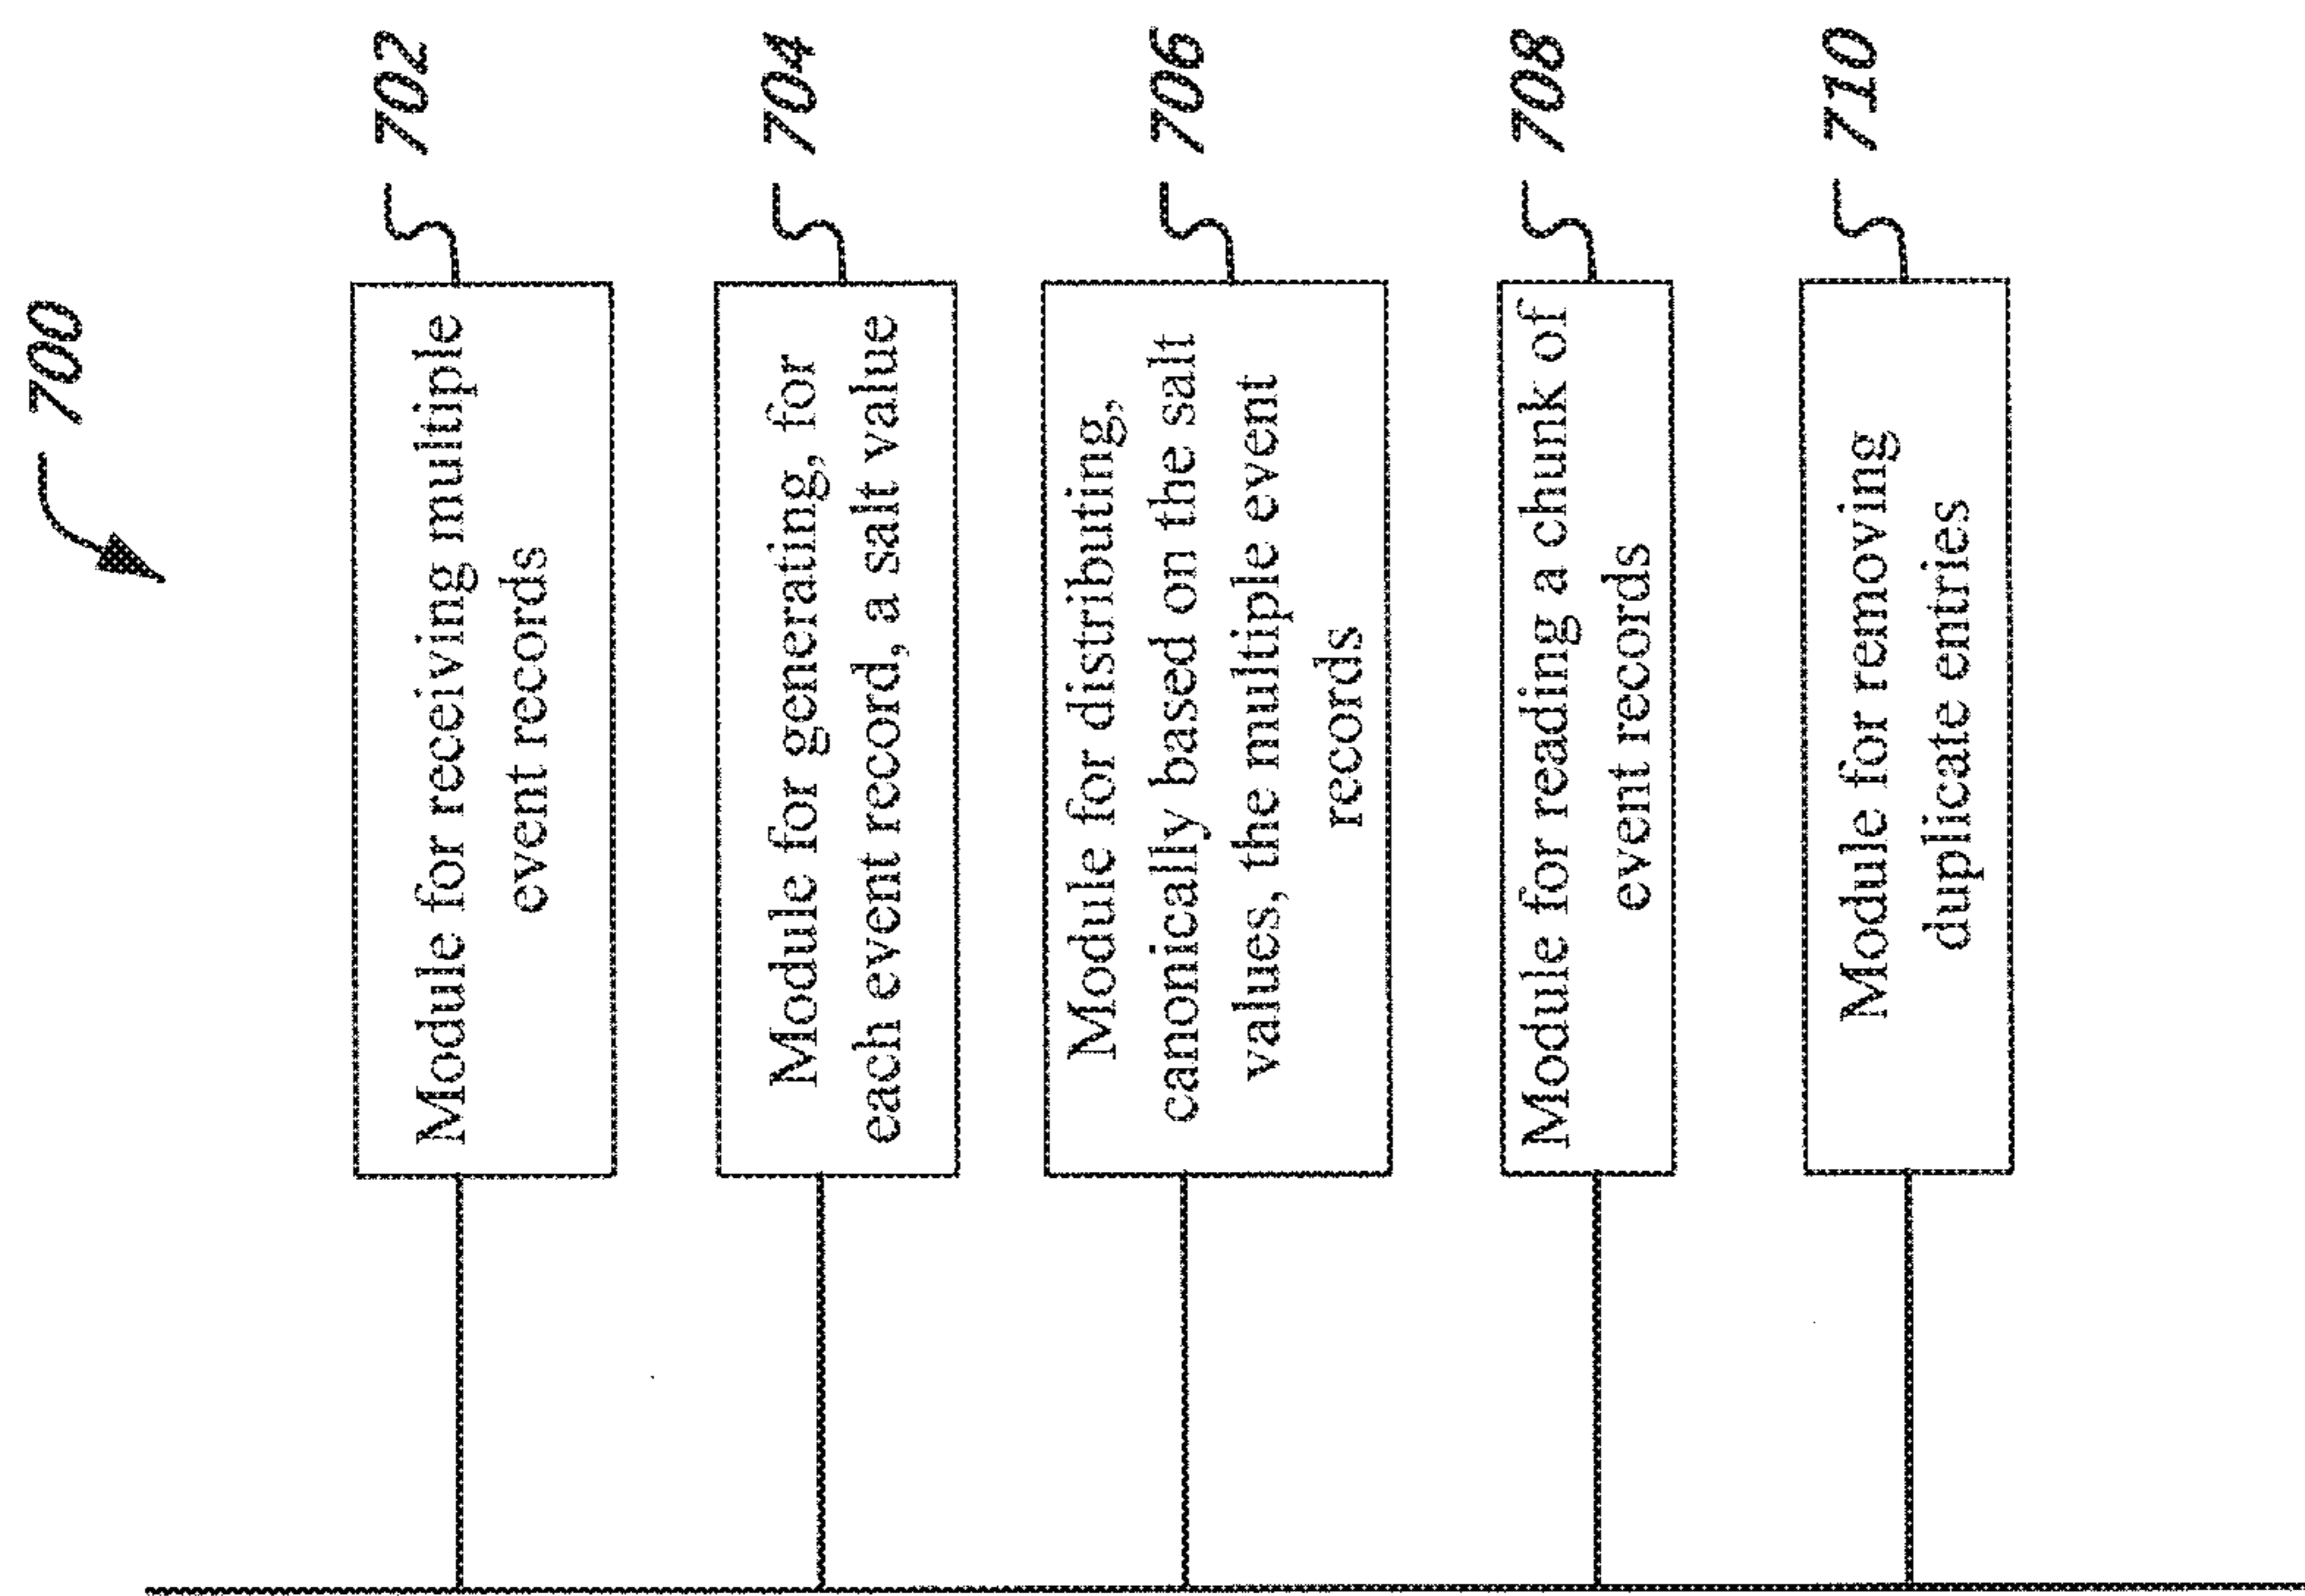 700
Module for receiving multiple
event records
702
Module for generating, for
each event record, a salt value
704
Module for distributing,
canonically based on the salt
values, the multiple event
records
706
Module for reading a chunk of
event records
708
Module for removing
duplicate entries
710